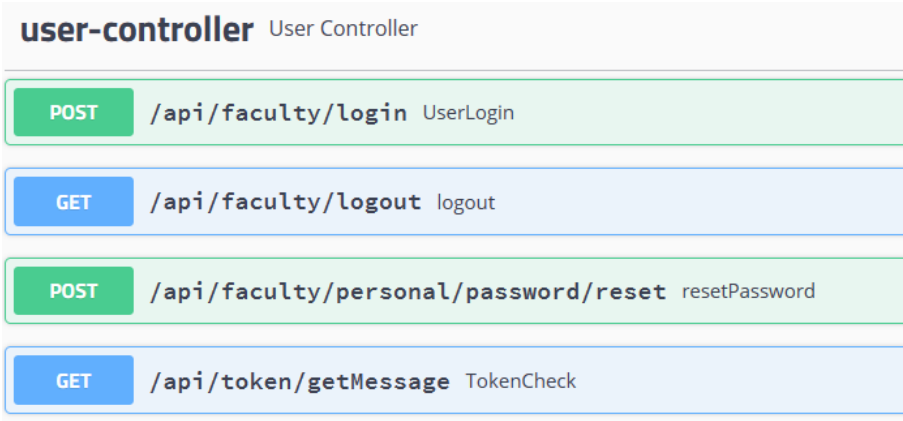 user-controller User Controller
POST /api/faculty/login UserLogin
GET /api/faculty/logout logout
POST /api/faculty/personal/password/reset resetPassword
GET /api/token/getMessage TokenCheck